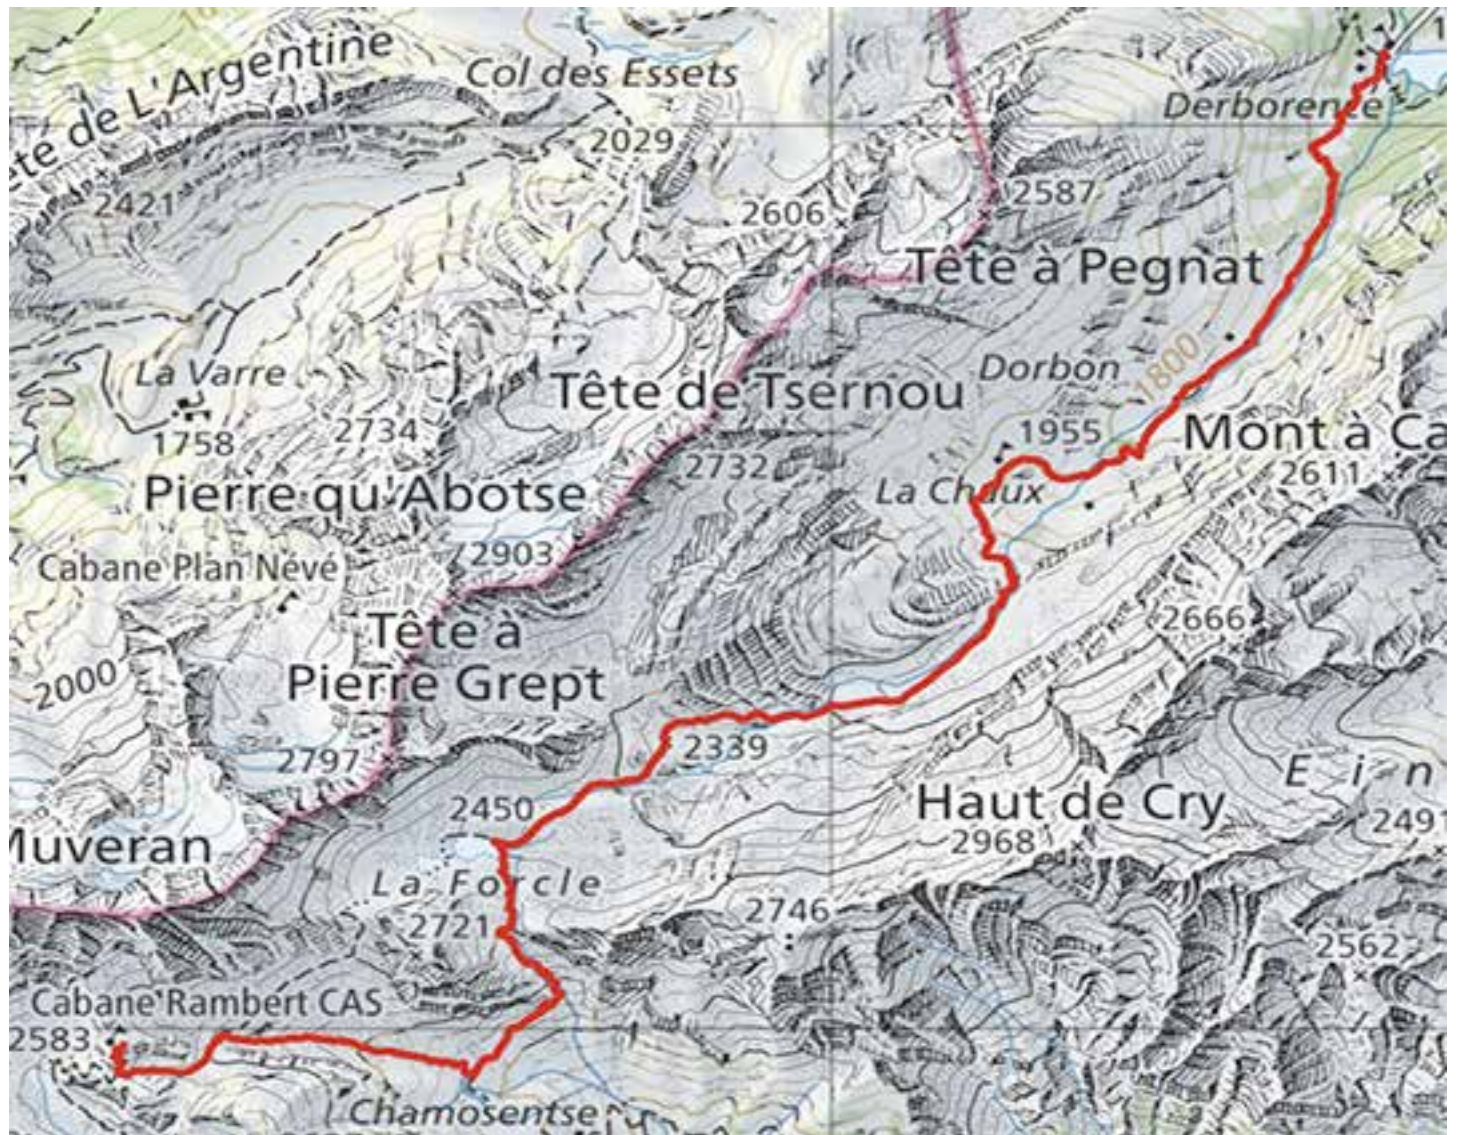 ête de L'Argentine
Col des Essets
1
Derborence
2029
2421
2587
2606
Tête à Pegnat
La Varre
Dorbon
1800
Tête de Tsernou
1758
2734
1955
Mont à Ca
2732
2611
Pierre qu'Abotse
La Chaux
2903
Cabane Plan Névé
Tête à
Pierre Grept
2666
2000
2339
2797
E i n
2450
Haut de Cry
2968
2491
Muveran
La Forcle
2721
2746
2562
Cabane Rambert CAS
2583
Chamosentse